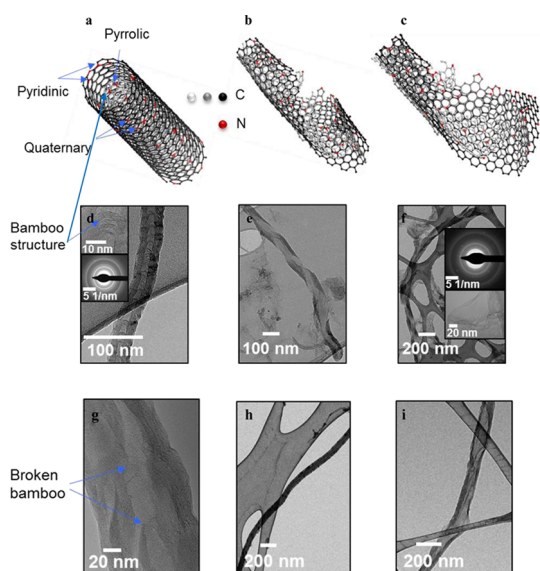 a
b
c
Pyrrolic
Pyridinic
C
N
Quaternary
Bamboo
structure
d
10 nm
5 1/nm
100 nm
e
100 nm
f
5 1/nm
20 nm
200 nm
g
Broken
bamboo
20 nm
h
200 nm
i
200 nm